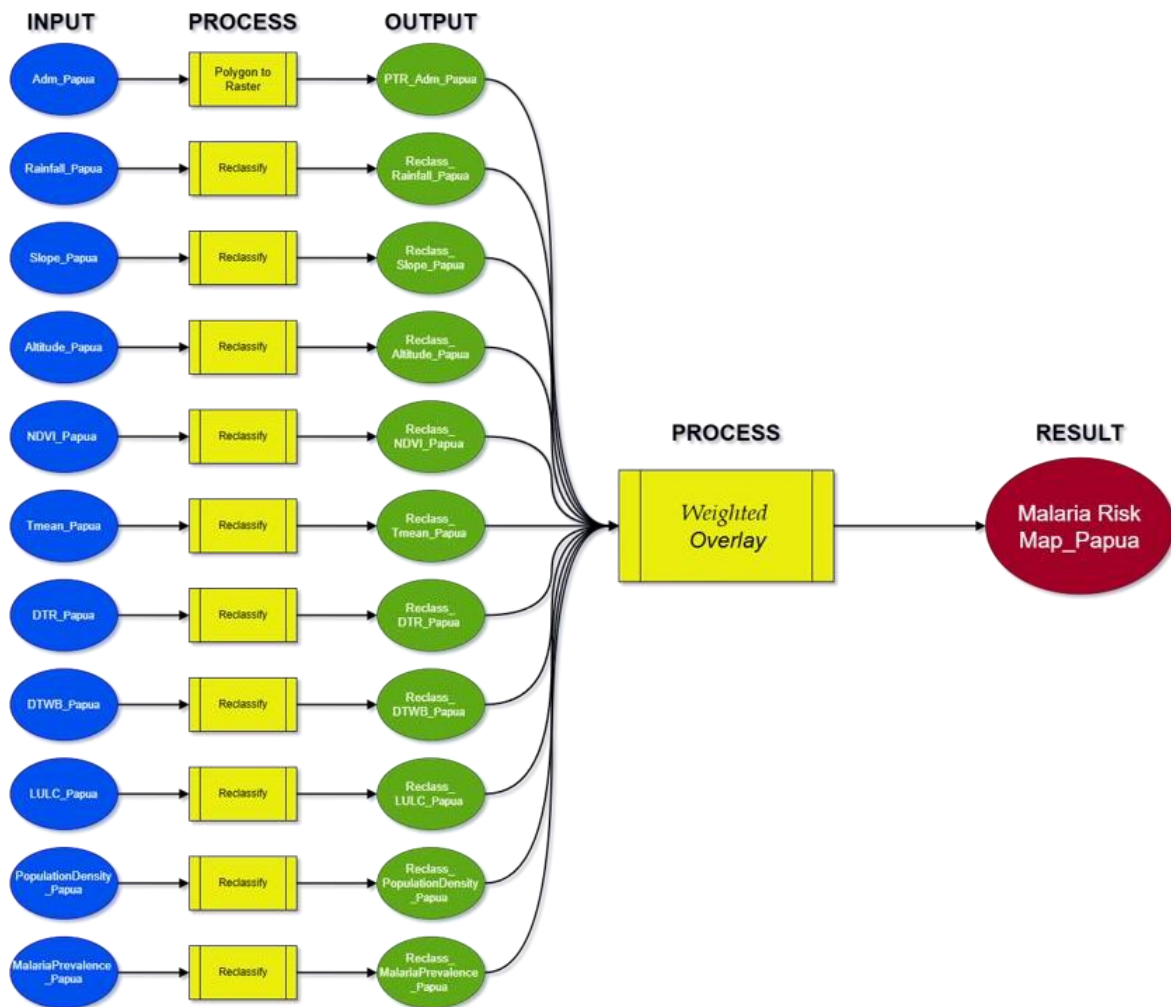 INPUT
PROCESS
OUTPUT
Adm_Papua
Polygon to
Raster
PTR_Adm_Papua
Rainfall_Papua
Reclassify
Reclass_
Rainfall_Papua
Slope_Papua
Reclassify
Reclass_
Slope_Papua
Altitude_Papua
Reclassify
Reclass_
Altitude_Papua
NDVI_Papua
Reclassify
Reclass_
NDVI_Papua
Tmean_Papua
Reclassify
Reclass_
Tmean_Papua
DTR_Papua
Reclassify
Reclass_
DTR_Papua
DTWB_Papua
Reclassify
Reclass_
DTWB_Papua
LULC_Papua
Reclassify
Reclass_
LULC_Papua
PopulationDensity
_Papua
Reclassify
Reclass_
PopulationDensity
_Papua
MalariaPrevalence
_Papua
Reclassify
Reclass_
MalariaPrevalence
_Papua
PROCESS
Weighted
Overlay
RESULT
Malaria Risk
Map_Papua